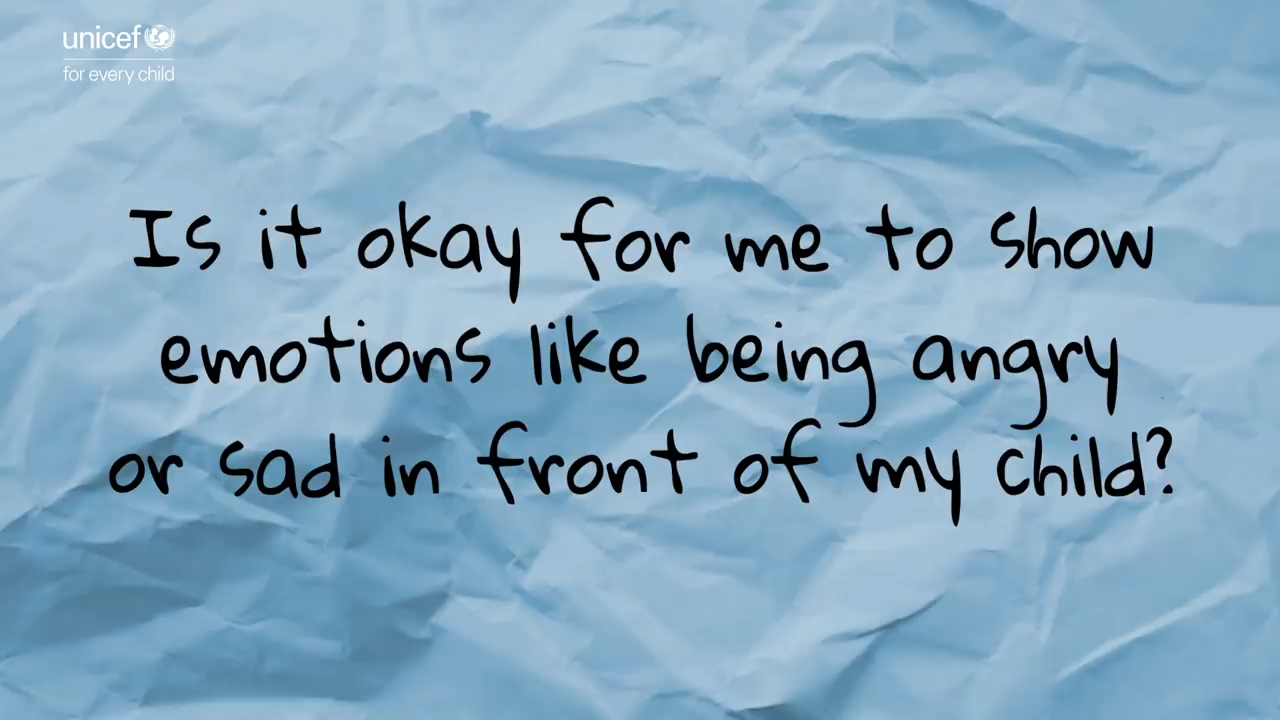 unicef
for every child
Is it okay for me to show
emotions like being angry
or sad in front of my child?